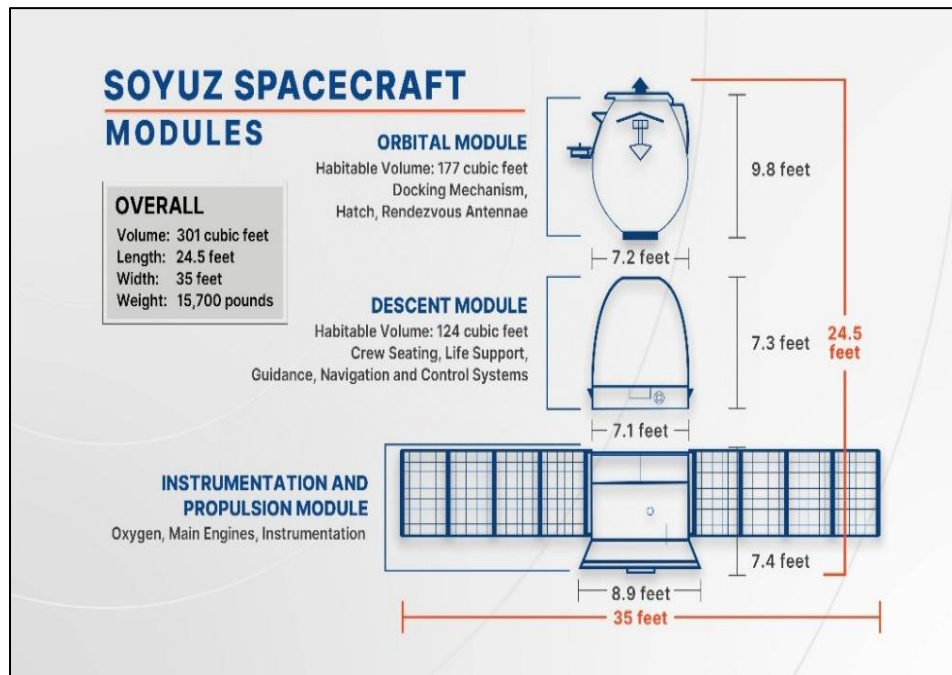 SOYUZ SPACECRAFT
MODULES
OVERALL
Volume: 301 cubic feet
Length: 24.5 feet
Width: 35 feet
Weight: 15,700 pounds
ORBITAL MODULE
Habitable Volume: 177 cubic feet
Docking Mechanism,
Hatch, Rendezvous Antennae
9.8 feet
7.2 feet
DESCENT MODULE
Habitable Volume: 124 cubic feet
Crew Seating, Life Support,
Guidance, Navigation and Control Systems
7.3 feet
24.5
feet
7.1 feet
INSTRUMENTATION AND
PROPULSION MODULE
Oxygen, Main Engines, Instrumentation
7.4 feet
8.9 feet
35 feet